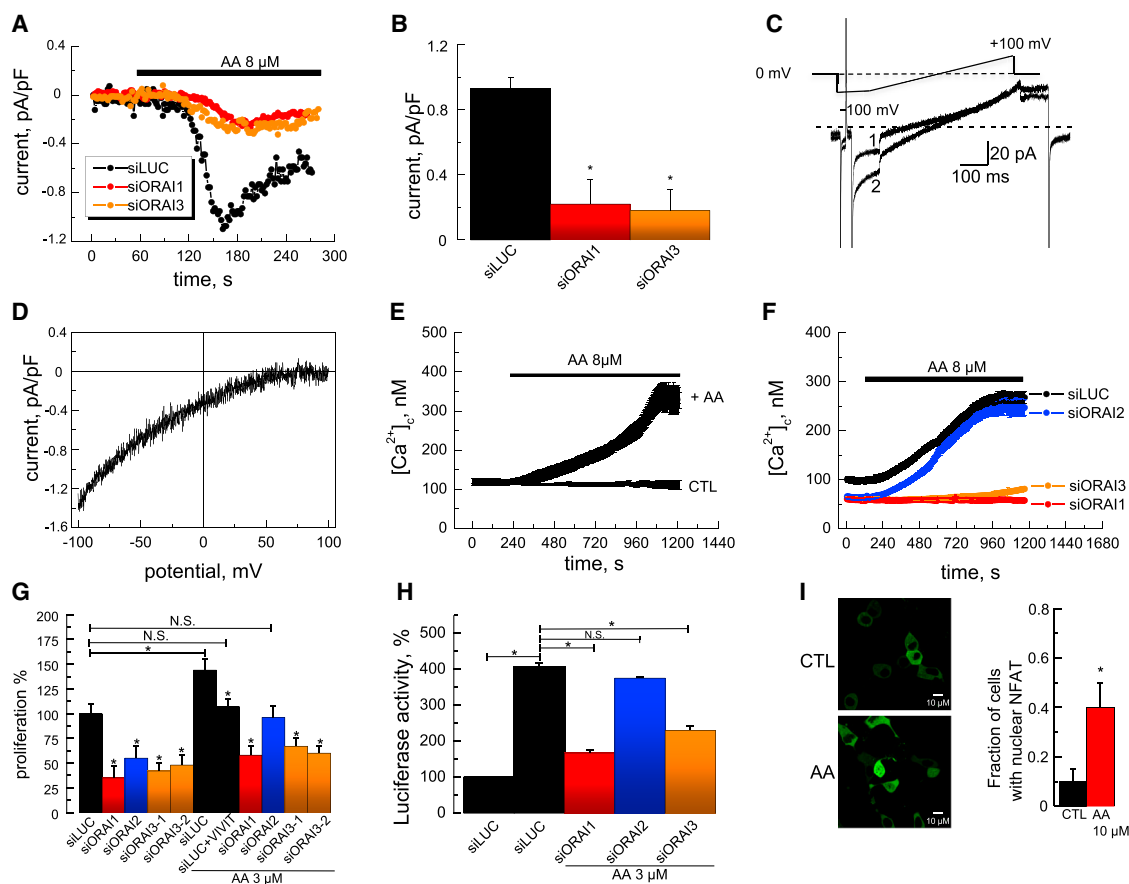 A
AA 8 µM
current, pA/pF
0.4
0
-0.4
-0.8
-1.2
siLUC
siORAI1
siORAI3
0 60 120 180 240 300
time, s
B
current, pA/pF
1.2
0.9
0.6
0.4
0
*
*
siLUC
siORAI1
siORAI3
C
+100 mV
0 mV
-100 mV
1
2
20 pA
100 ms
D
current, pA/pF
0.4
0
-0.4
-0.8
-1.2
-1.6
-100 -50 0 50 100
potential, mV
E
[Ca2+]c, nM
500
400
300
200
100
0
AA 8µM
+ AA
CTL
0 240 480 720 960 1200 1440
time, s
F
[Ca2+]c, nM
400
300
250
200
100
0
AA 8 µM
siLUC
siORAI2
siORAI3
siORAI1
0 240 480 720 960 1200 1440 1680
time, s
G
proliferation %
200
175
150
125
100
75
50
25
0
N.S.
N.S.
*
*
*
*
*
*
*
*
*
siLUC
siORAI1
siORAI2
siORAI3-1
siORAI3-2
siLUC
siLUC+VIVIT
siORAI1
siORAI2
siORAI3-1
siORAI3-2
AA 3 µM
H
Luciferase activity, %
500
450
400
300
200
100
0
*
N.S.
*
*
siLUC
siLUC
siORAI1
siORAI2
siORAI3
AA 3 µM
I
CTL
10 µM
AA
10 µM
Fraction of cells
with nuclear NFAT
0.8
0.6
0.4
0.2
0
*
CTL
AA
10 µM